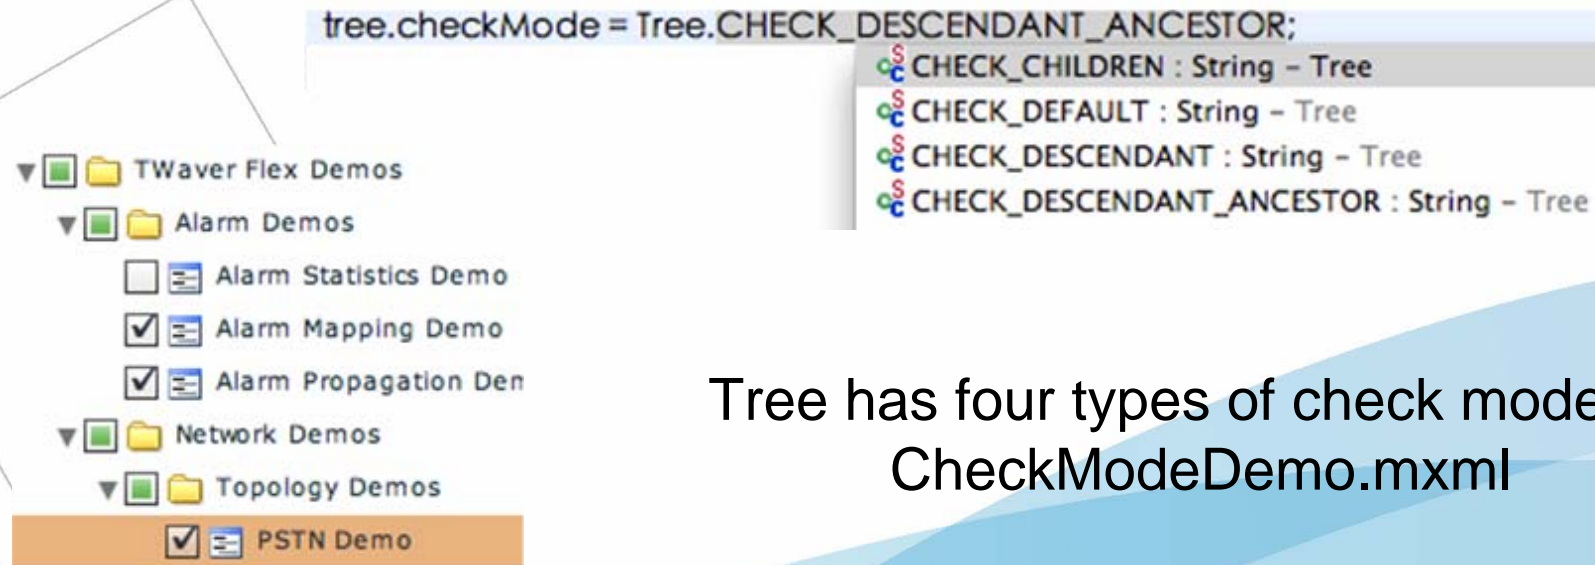 tree.checkMode = Tree.CHECK_DESCENDANT_ANCESTOR;
CHECK_CHILDREN : String – Tree
CHECK_DEFAULT : String – Tree
CHECK_DESCENDANT : String – Tree
CHECK_DESCENDANT_ANCESTOR : String – Tree
TWaver Flex Demos
Alarm Demos
Alarm Statistics Demo
Alarm Mapping Demo
Alarm Propagation Dem
Network Demos
Topology Demos
PSTN Demo
Tree has four types of check mode
CheckModeDemo.mxml